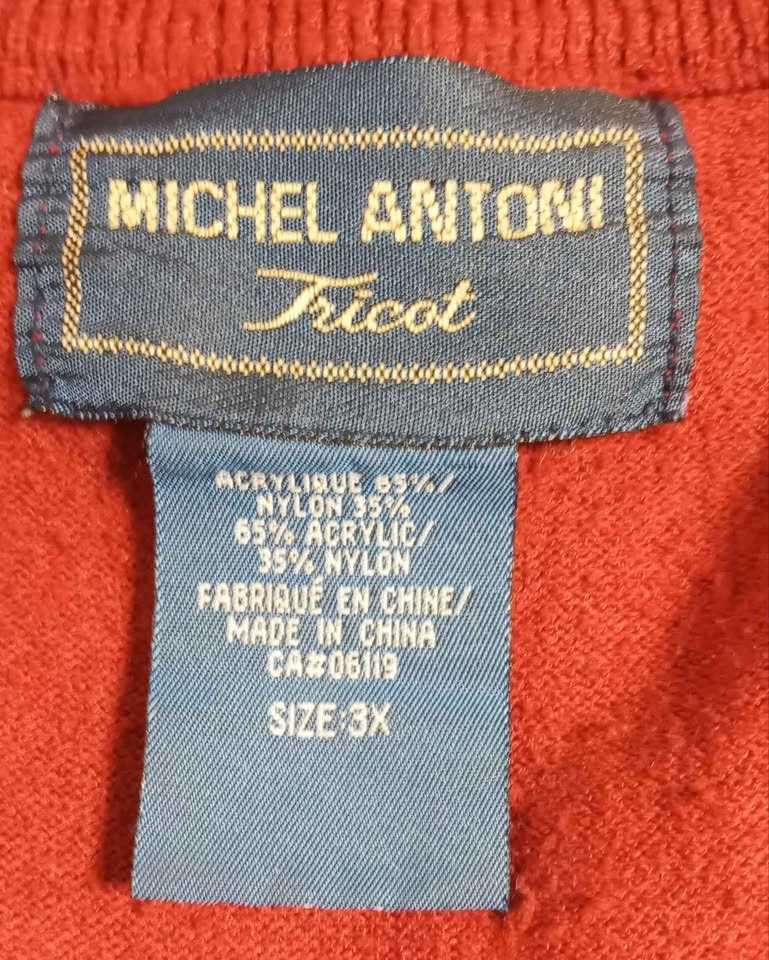 MICHEL ANTONI
Tricot
ACRYLIQUE 65%/
NYLON 35%
65% ACRYLIC/
35% NYLON
FABRIQUÉ EN CHINE/
MADE IN CHINA
CA#06119
SIZE:3X